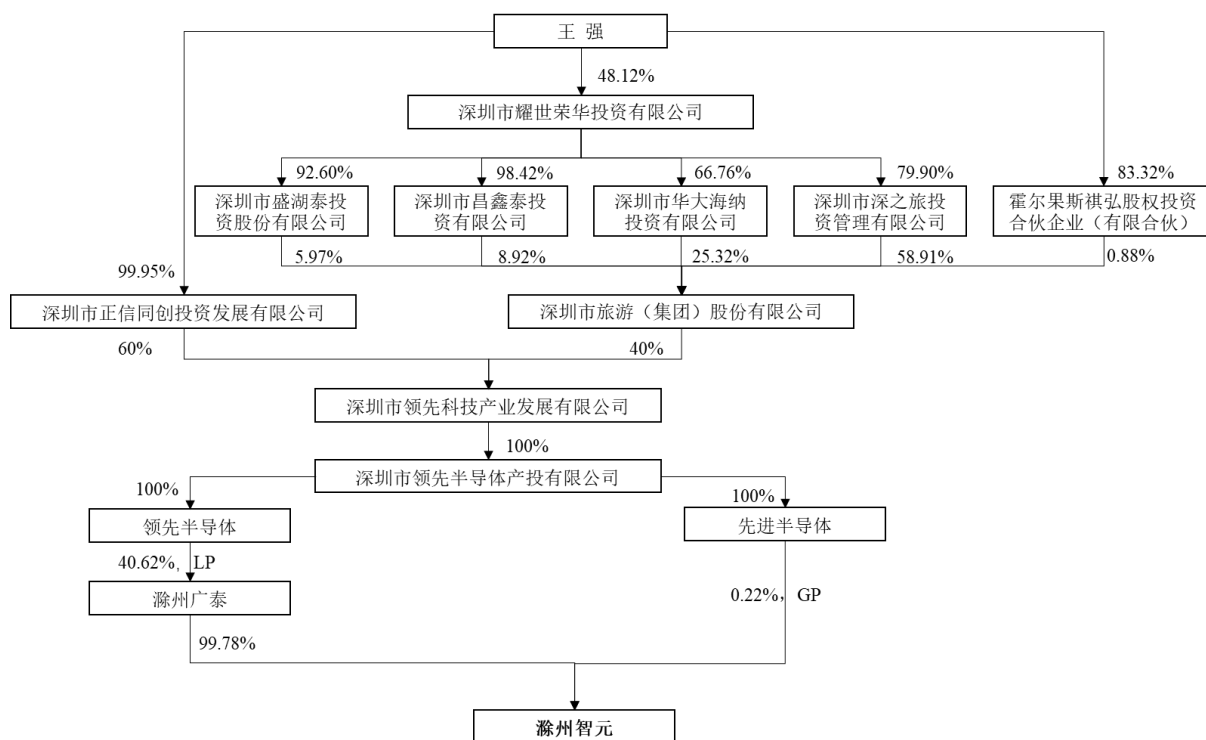 王 强
48.12%
深圳市耀世荣华投资有限公司
92.60%
98.42%
66.76%
79.90%
83.32%
深圳市盛湖泰投
资股份有限公司
深圳市昌鑫泰投
资有限公司
深圳市华大海纳
投资有限公司
深圳市深之旅投
资管理有限公司
霍尔果斯祺弘股权投资
合伙企业（有限合伙）
5.97%
8.92%
25.32%
58.91%
0.88%
99.95%
深圳市正信同创投资发展有限公司
深圳市旅游（集团）股份有限公司
60%
40%
深圳市领先科技产业发展有限公司
100%
深圳市领先半导体产投有限公司
100%
100%
领先半导体
先进半导体
40.62%，LP
0.22%，GP
滁州广泰
99.78%
滁州智元